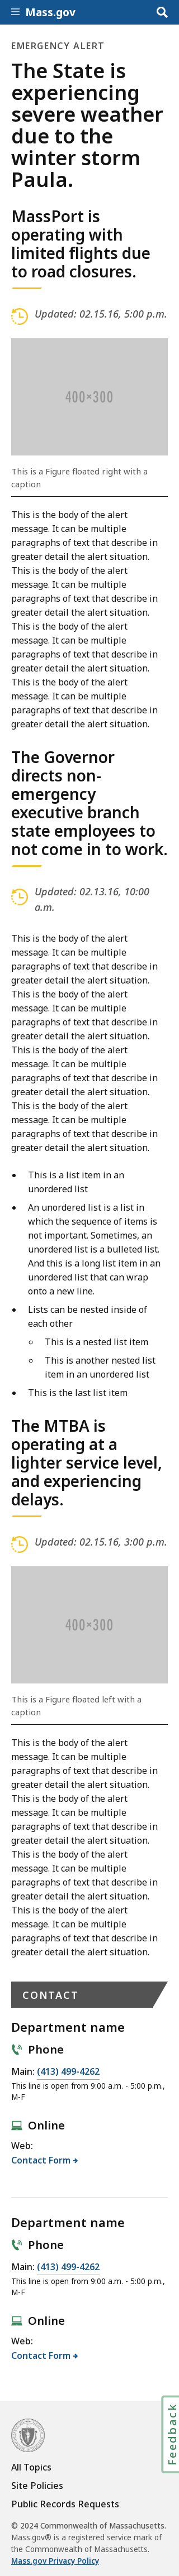 Mass.gov
EMERGENCY ALERT
The State is
experiencing
severe weather
due to the
winter storm
Paula.
MassPort is
operating with
limited flights due
to road closures.
Updated: 02.15.16, 5:00 p.m.
400×300
This is a Figure floated right with a
caption
This is the body of the alert
message. It can be multiple
paragraphs of text that describe in
greater detail the alert situation.
This is the body of the alert
message. It can be multiple
paragraphs of text that describe in
greater detail the alert situation.
This is the body of the alert
message. It can be multiple
paragraphs of text that describe in
greater detail the alert situation.
This is the body of the alert
message. It can be multiple
paragraphs of text that describe in
greater detail the alert situation.
The Governor
directs non-
emergency
executive branch
state employees to
not come in to work.
Updated: 02.13.16, 10:00
a.m.
This is the body of the alert
message. It can be multiple
paragraphs of text that describe in
greater detail the alert situation.
This is the body of the alert
message. It can be multiple
paragraphs of text that describe in
greater detail the alert situation.
This is the body of the alert
message. It can be multiple
paragraphs of text that describe in
greater detail the alert situation.
This is the body of the alert
message. It can be multiple
paragraphs of text that describe in
greater detail the alert situation.
This is a list item in an
unordered list
An unordered list is a list in
which the sequence of items is
not important. Sometimes, an
unordered list is a bulleted list.
And this is a long list item in an
unordered list that can wrap
onto a new line.
Lists can be nested inside of
each other
This is a nested list item
This is another nested list
item in an unordered list
This is the last list item
The MTBA is
operating at a
lighter service level,
and experiencing
delays.
Updated: 02.15.16, 3:00 p.m.
400×300
This is a Figure floated left with a
caption
This is the body of the alert
message. It can be multiple
paragraphs of text that describe in
greater detail the alert situation.
This is the body of the alert
message. It can be multiple
paragraphs of text that describe in
greater detail the alert situation.
This is the body of the alert
message. It can be multiple
paragraphs of text that describe in
greater detail the alert situation.
This is the body of the alert
message. It can be multiple
paragraphs of text that describe in
greater detail the alert situation.
CONTACT
Department name
Phone
Main: (413) 499-4262
This line is open from 9:00 a.m. - 5:00 p.m.,
M-F
Online
Web:
Contact Form
Department name
Phone
Main: (413) 499-4262
This line is open from 9:00 a.m. - 5:00 p.m.,
M-F
Online
Web:
Contact Form
Feedback
All Topics
Site Policies
Public Records Requests
© 2024 Commonwealth of Massachusetts.
Mass.gov® is a registered service mark of
the Commonwealth of Massachusetts.
Mass.gov Privacy Policy